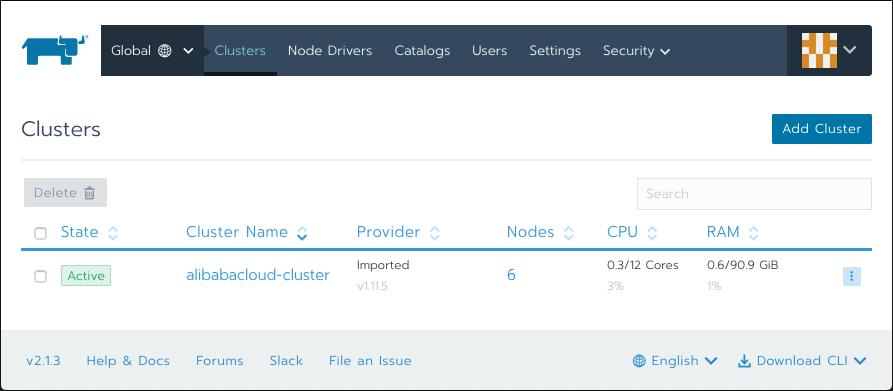 Global Clusters Node Drivers Catalogs Users Settings Security
Clusters
Add Cluster
Delete
Search
State Cluster Name Provider Nodes CPU RAM
Active alibabacloud-cluster Imported 6 0.3/12 Cores 0.6/90.9 GiB
v1.11.5 3% 1%
v2.1.3 Help & Docs Forums Slack File an Issue English Download CLI